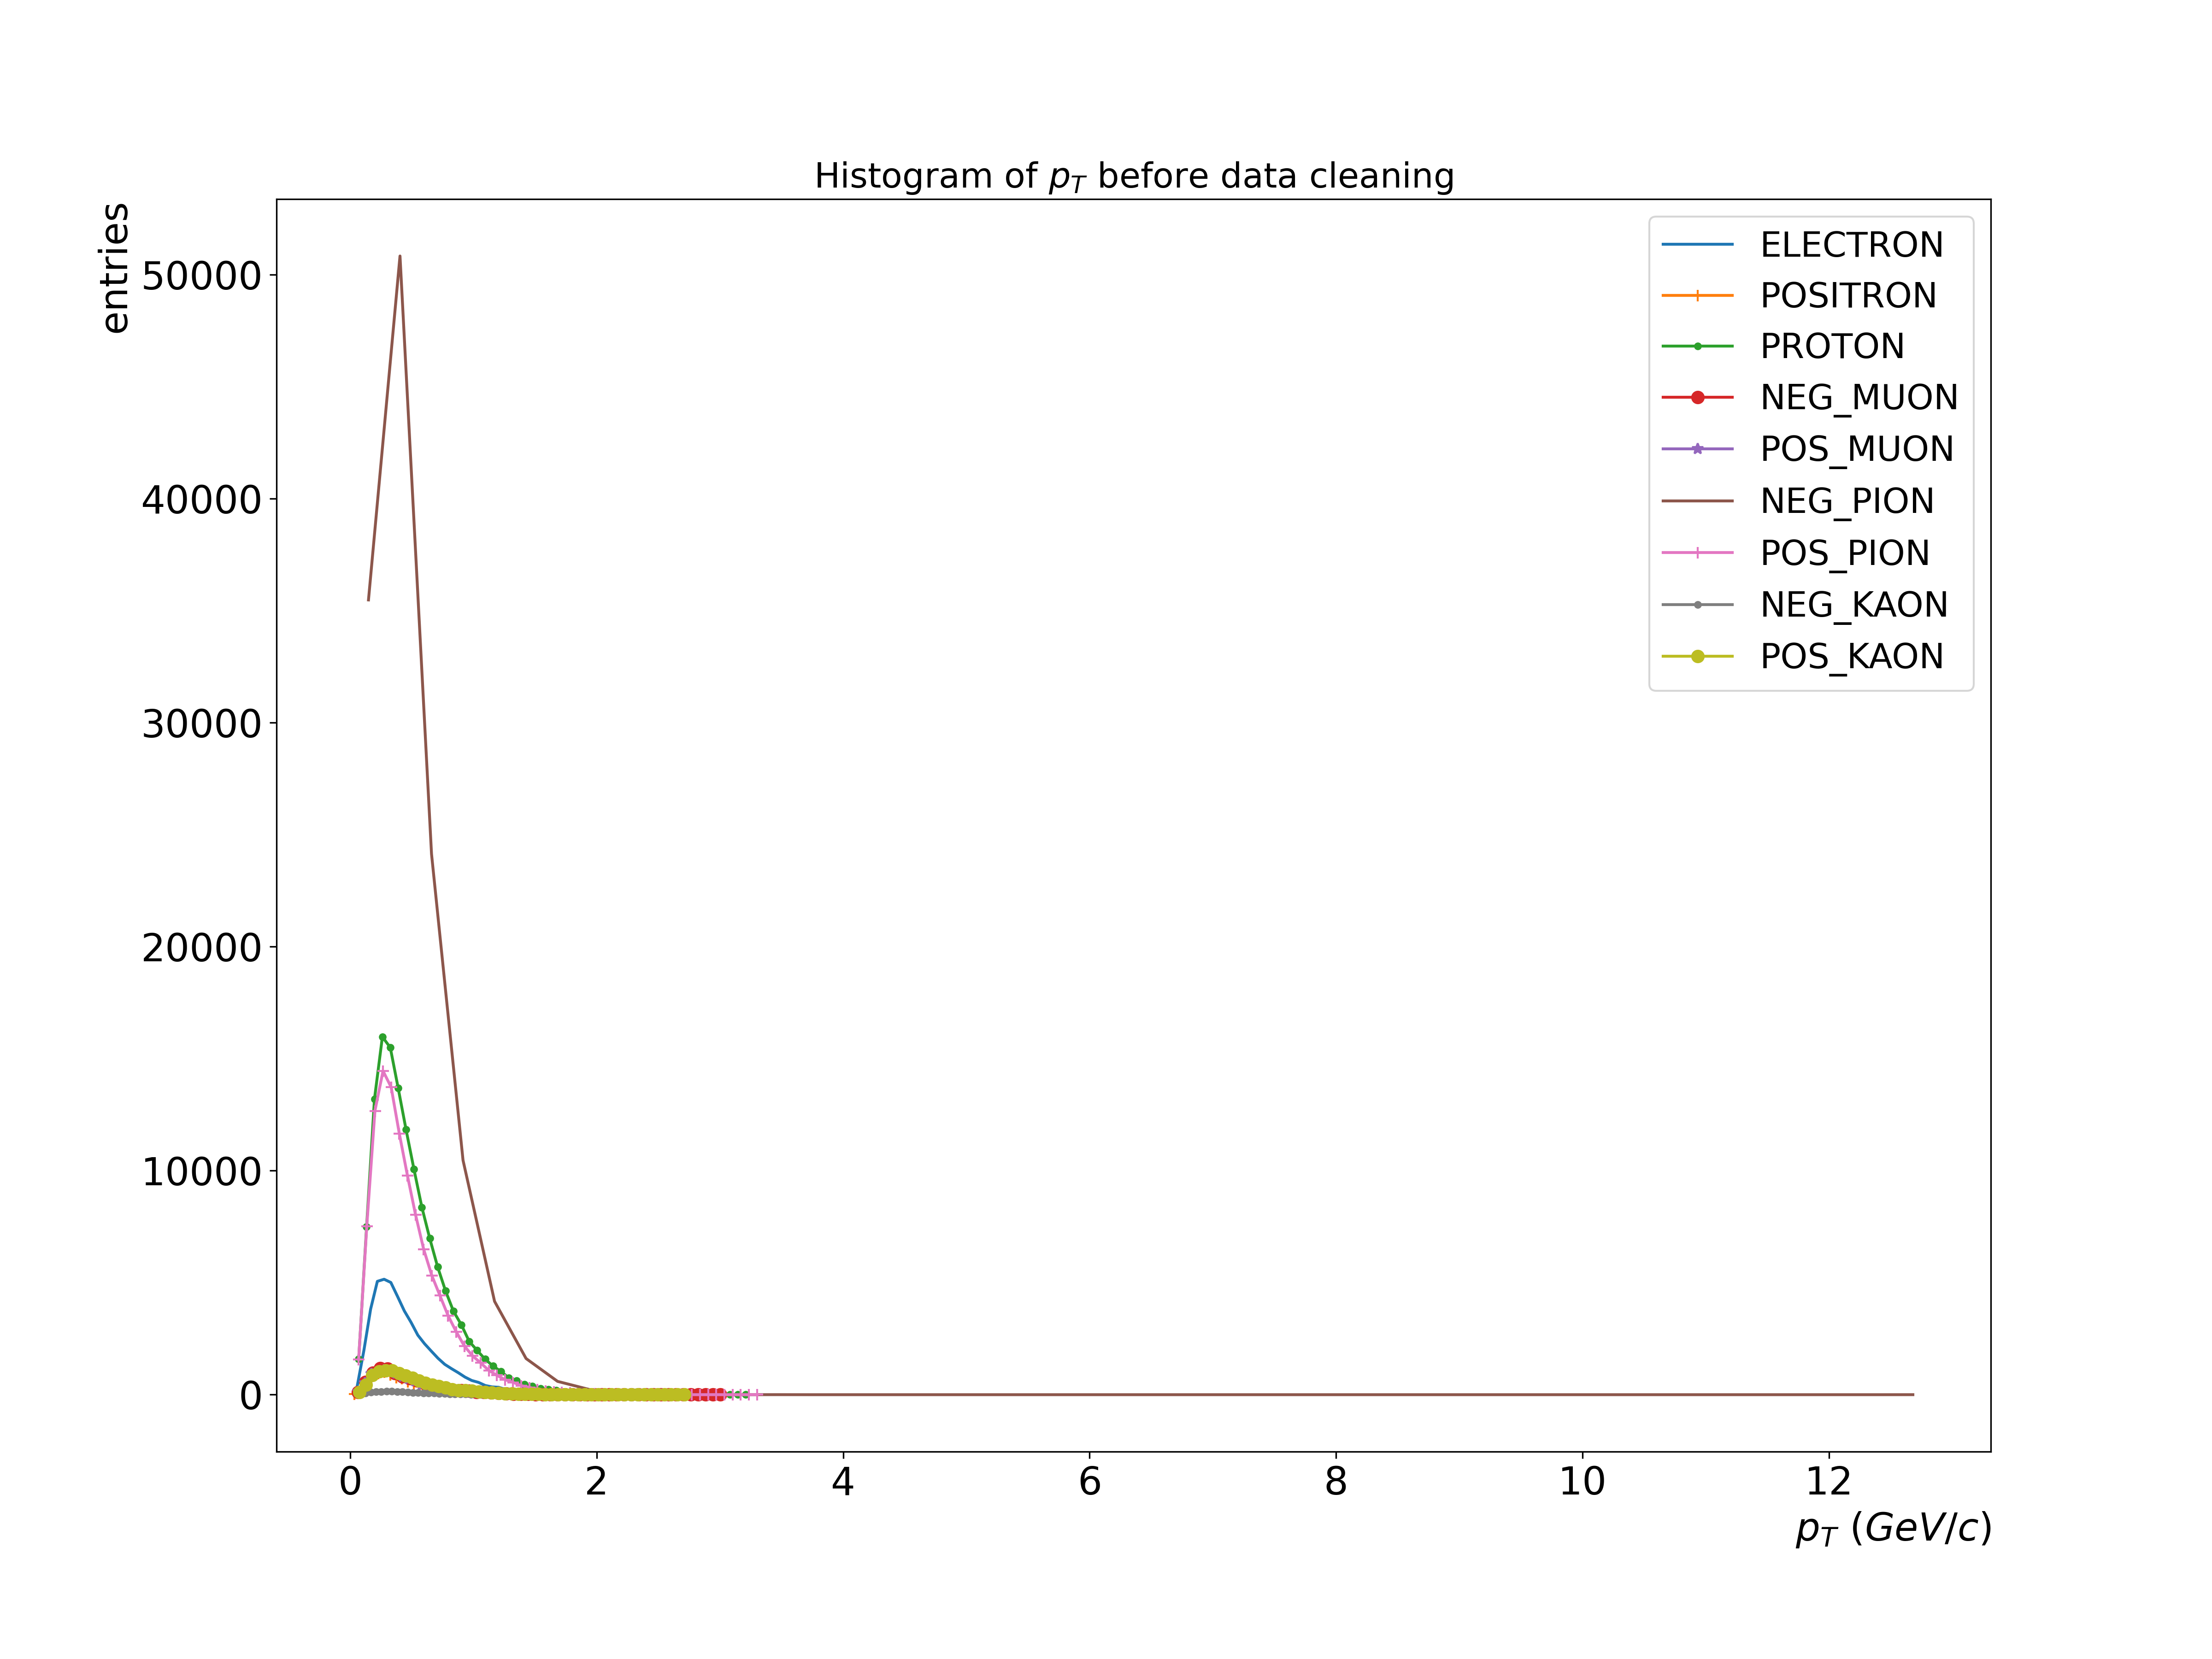 Histogram of p_T before data cleaning
entries
50000
40000
30000
20000
10000
0
ELECTRON
POSITRON
PROTON
NEG_MUON
POS_MUON
NEG_PION
POS_PION
NEG_KAON
POS_KAON
0 2 4 6 8 10 12
p_T (GeV/c)